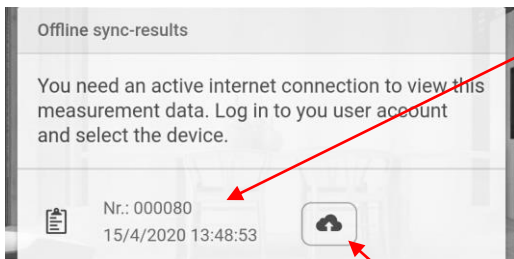 Offline sync-results
You need an active internet connection to view this
measurement data. Log in to you user account
and select the device.
Nr.: 000080
15/4/2020 13:48:53